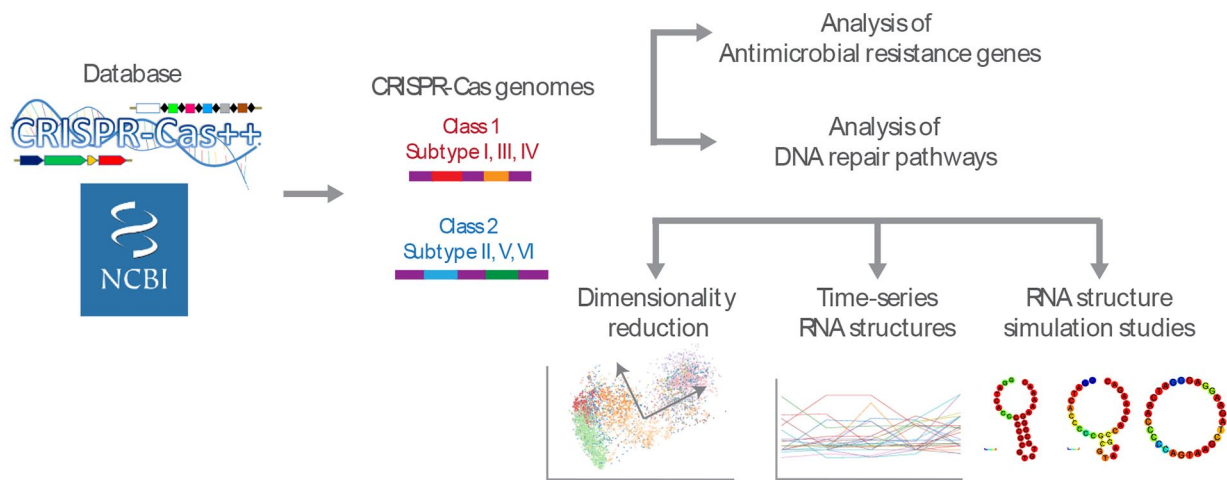 Database
CRISPR-Cas++
NCBI
CRISPR-Cas genomes
Class 1
Subtype I, III, IV
Class 2
Subtype II, V, VI
Analysis of
Antimicrobial resistance genes
Analysis of
DNA repair pathways
Dimensionality
reduction
Time-series
RNA structures
RNA structure
simulation studies